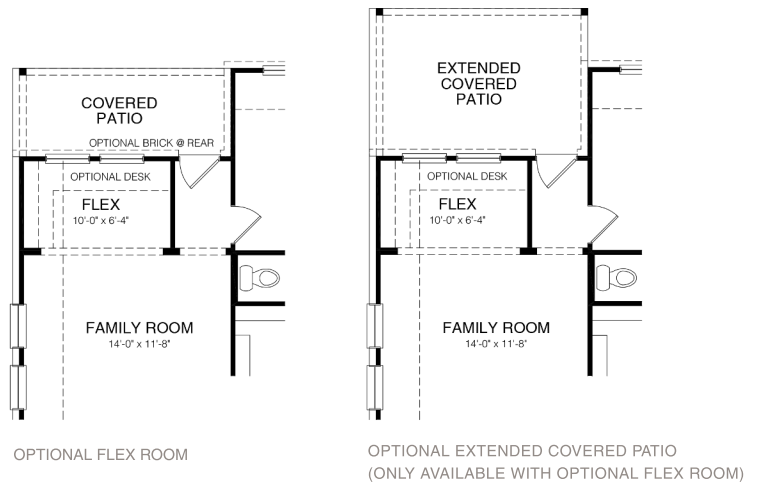 COVERED
PATIO
OPTIONAL BRICK @ REAR
OPTIONAL DESK
FLEX
10'-0" x 6'-4"
FAMILY ROOM
14'-0" x 11'-8"
OPTIONAL FLEX ROOM
EXTENDED
COVERED
PATIO
OPTIONAL DESK
FLEX
10'-0" x 6'-4"
FAMILY ROOM
14'-0" x 11'-8"
OPTIONAL EXTENDED COVERED PATIO
(ONLY AVAILABLE WITH OPTIONAL FLEX ROOM)